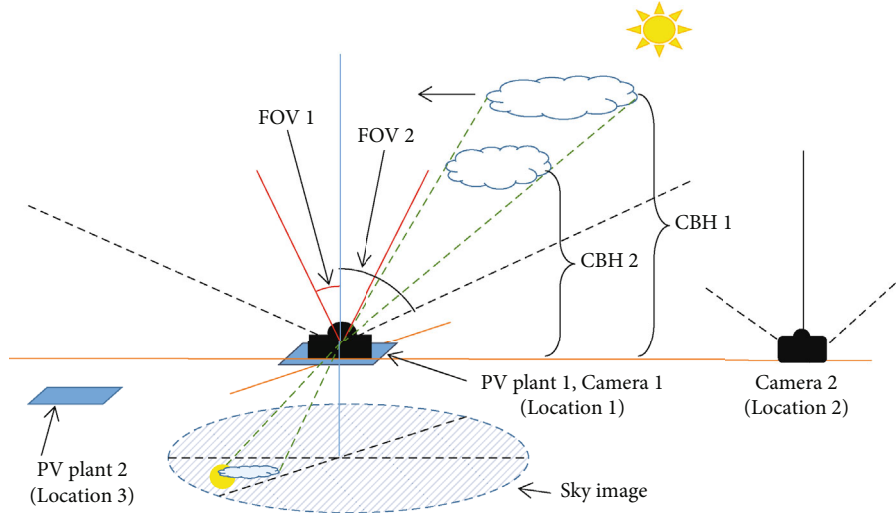 FOV 1
FOV 2
CBH 1
CBH 2
PV plant 1, Camera 1
(Location 1)
Camera 2
(Location 2)
PV plant 2
(Location 3)
Sky image